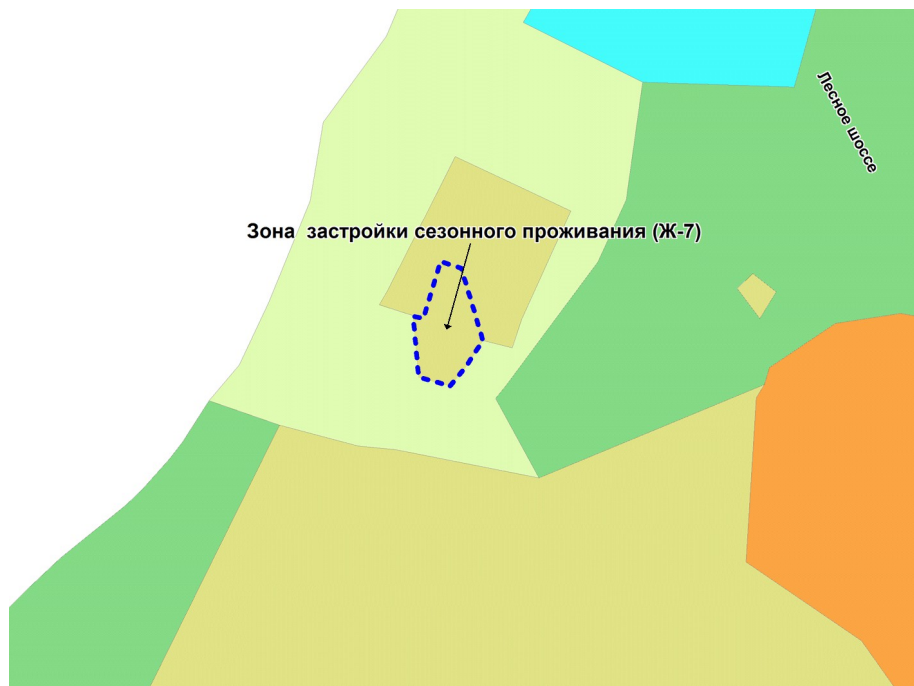 Лесное шоссе
Зона застройки сезонного проживания (Ж-7)